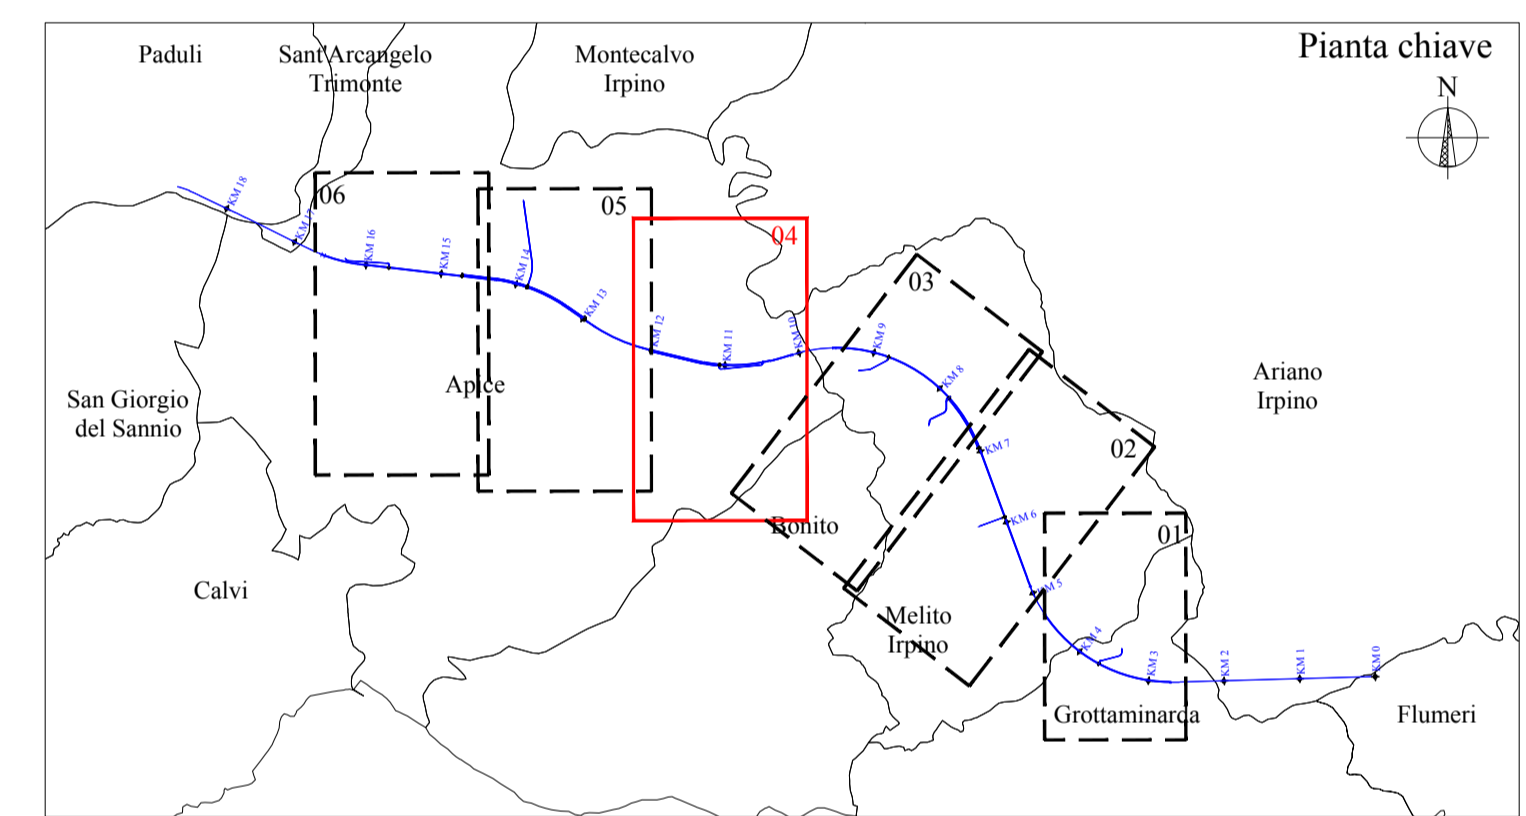 Paduli
Sant'Arcangelo
Trimonte
Montecalvo
Irpino
Pianta chiave
N
06
05
04
03
02
01
KM 18
KM 17
KM 16
KM 15
KM 14
KM 13
KM 12
KM 11
KM 10
KM 9
KM 8
KM 7
KM 6
KM 5
KM 4
KM 3
KM 2
KM 1
KM 0
Apice
San Giorgio
del Sannio
Ariano
Irpino
Bonito
Calvi
Melito
Irpino
Grottaminarda
Flumeri